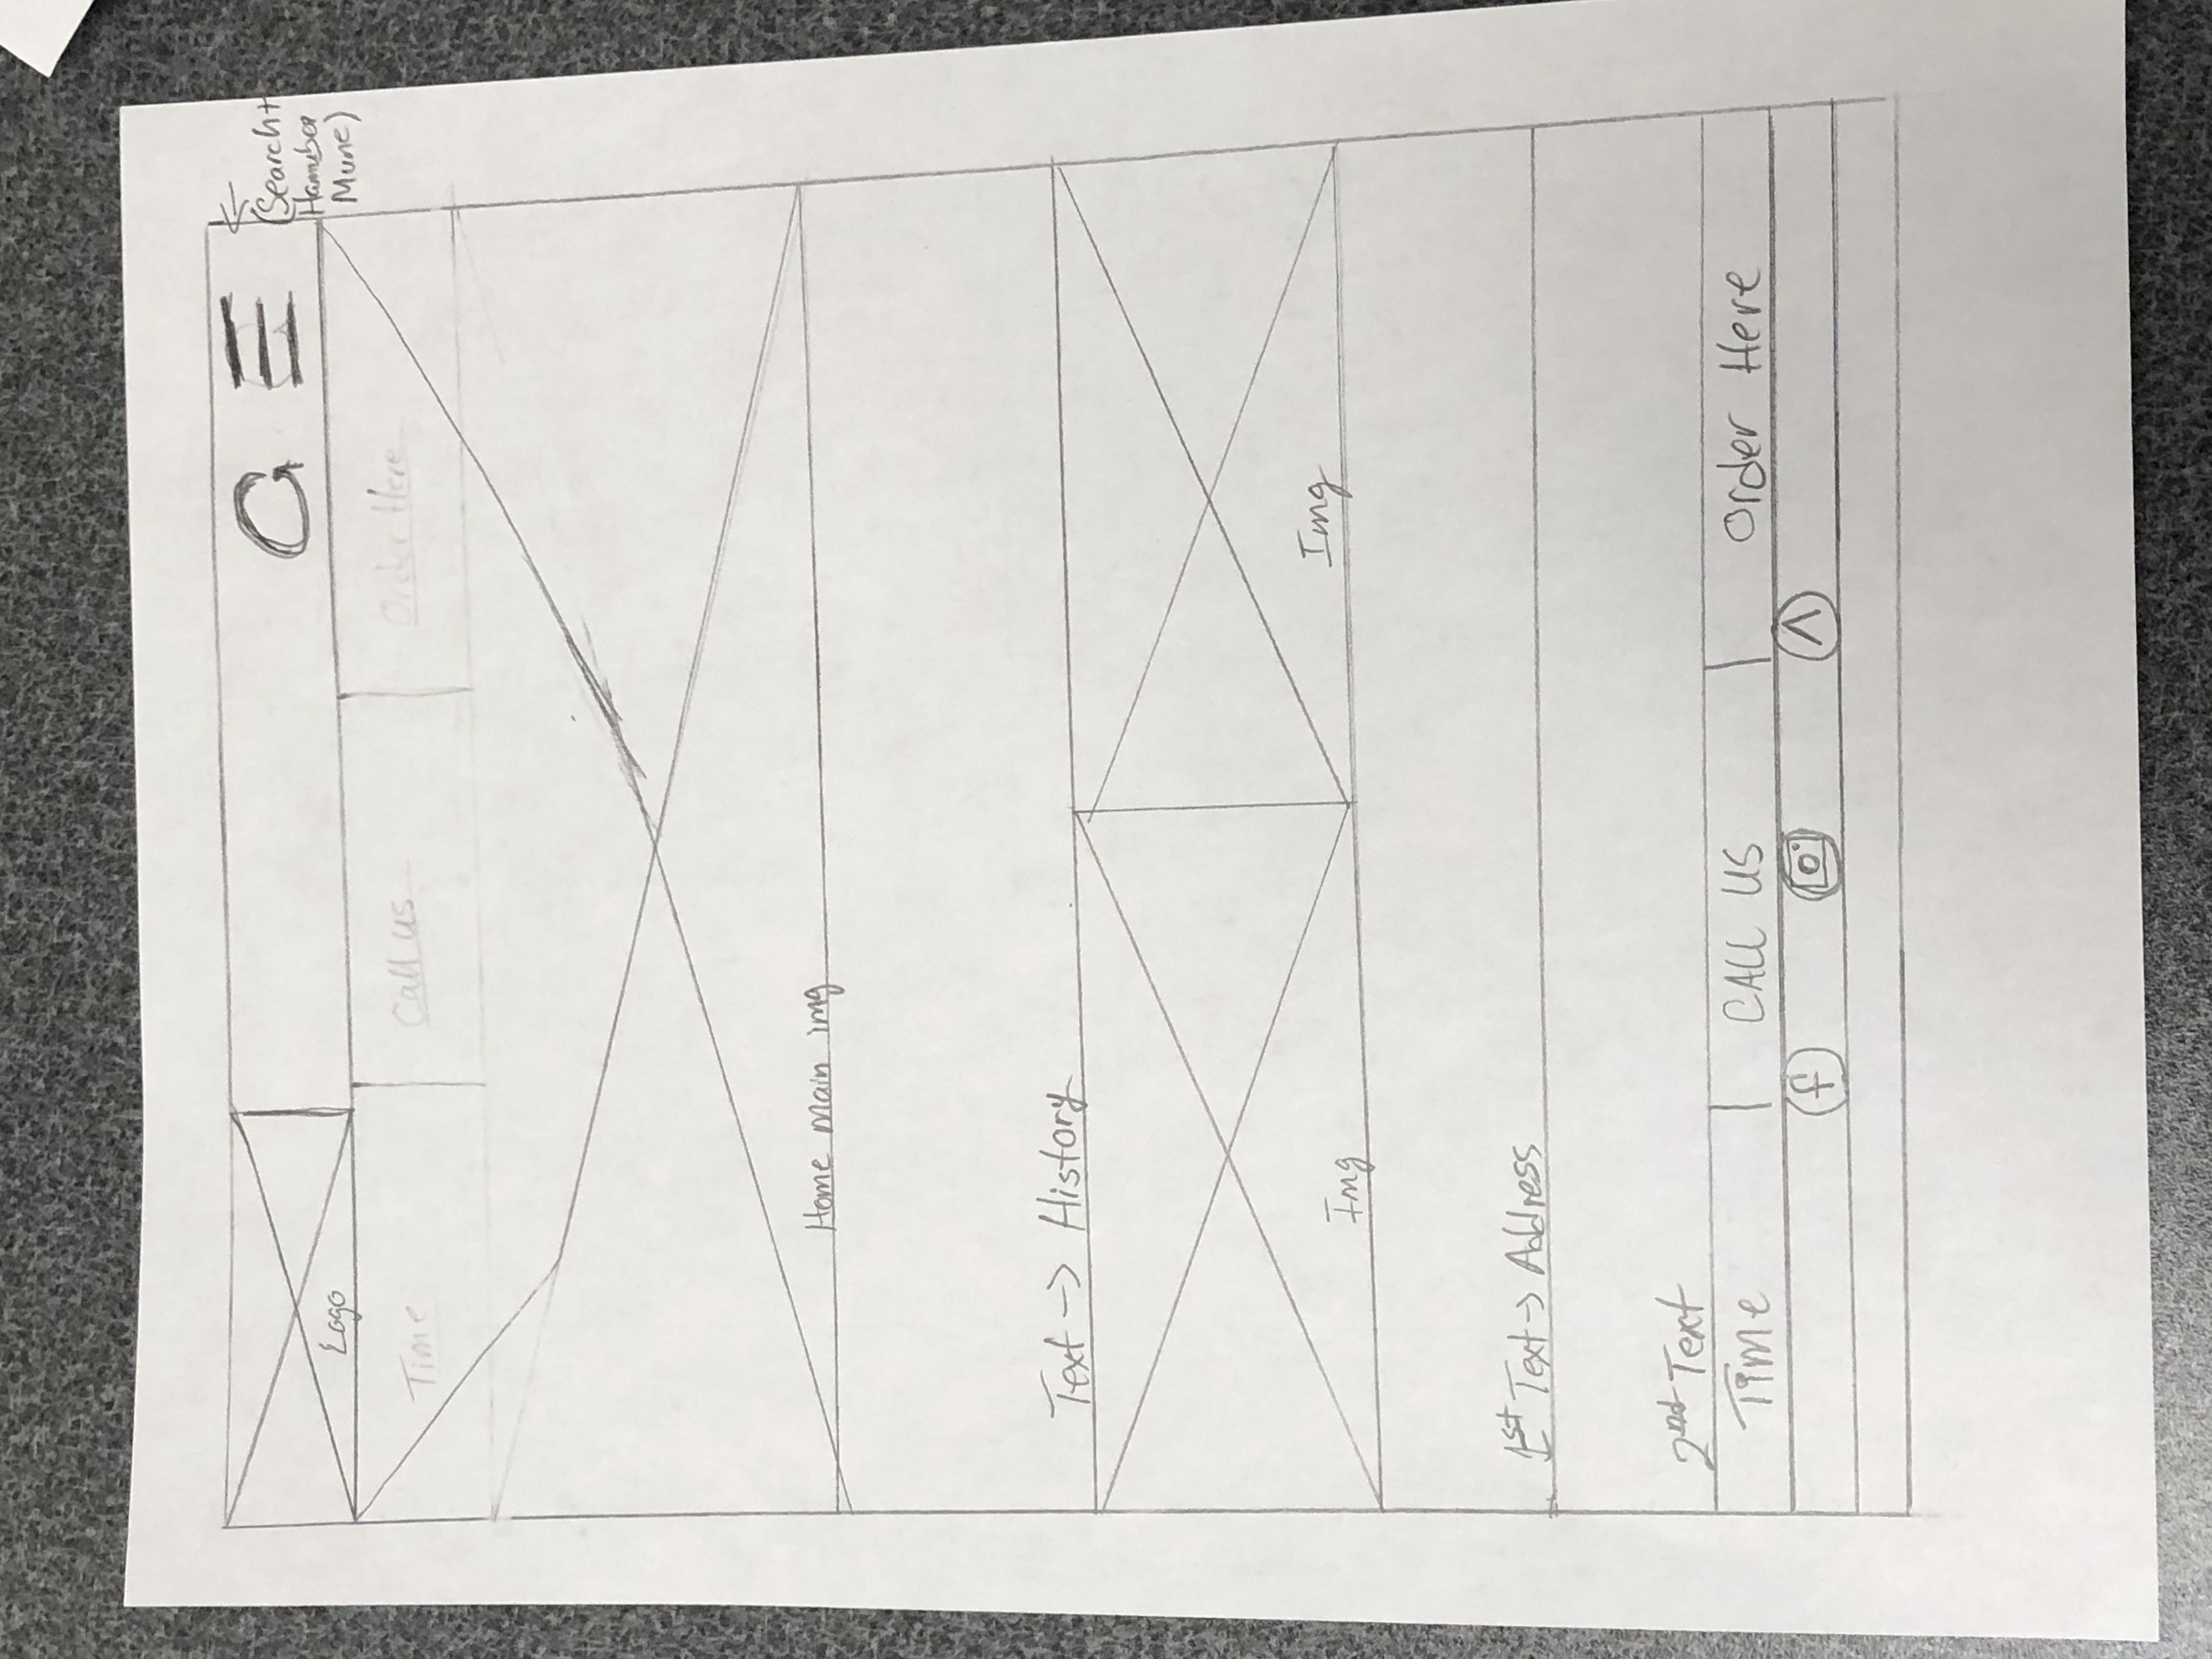 Logo
(Search+
Hamuber
Mune)
Time
Call us
Order Here
Home main img
Text -> History
Img
Img
1st Text -> Address
2nd Text
Time
CALL US
Order Here
f